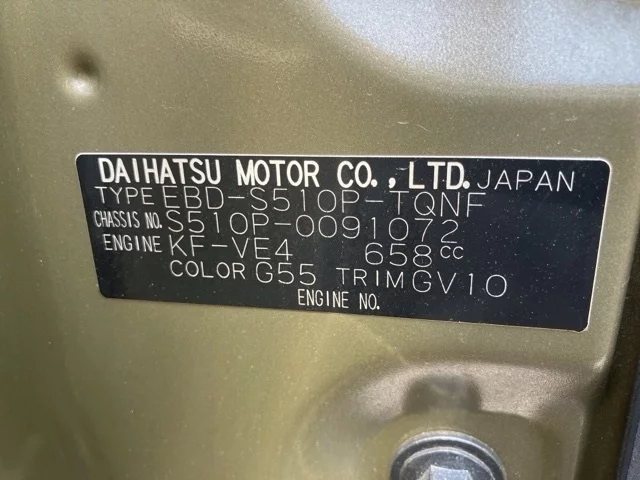 DAIHATSU MOTOR CO., LTD. JAPAN
TYPE EBD-S510P-TQNF
CHASSIS NO. S510P-0091072
ENGINE KF-VE4 658cc
COLOR G55 TRIM GV10
ENGINE NO.